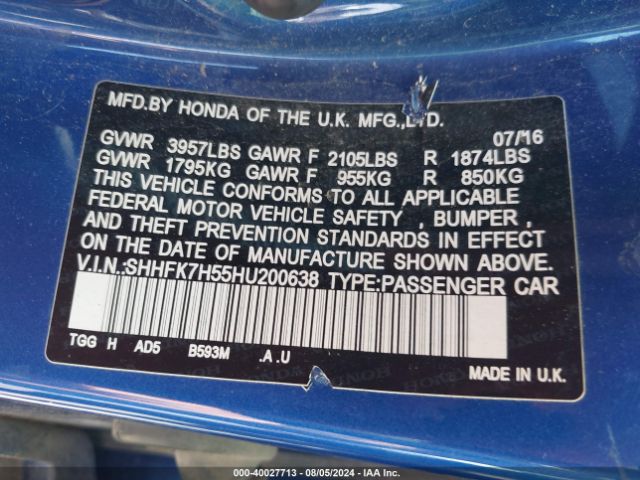 MFD.BY HONDA OF THE U.K. MFG.,LTD.
07/16
GVWR 3957LBS GAWR F 2105LBS R 1874LBS
GVWR 1795KG GAWR F 955KG R 850KG
THIS VEHICLE CONFORMS TO ALL APPLICABLE
FEDERAL MOTOR VEHICLE SAFETY , BUMPER ,
AND THEFT PREVENTION STANDARDS IN EFFECT
ON THE DATE OF MANUFACTURE SHOWN ABOVE.
V.I.N.:SHHFK7H55HU200638 TYPE:PASSENGER CAR
TGG H AD5 B593M .A.U
MADE IN U.K.
000-40027713 - 08/05/2024 - IAA Inc.